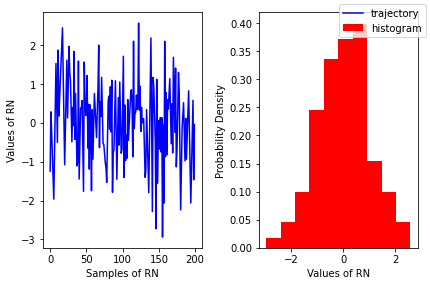 trajectory
histogram
Values of RN
2
1
0
−1
−2
−3
0 50 100 150 200
Samples of RN
Probability Density
0.40
0.35
0.30
0.25
0.20
0.15
0.10
0.05
0.00
−2 0 2
Values of RN